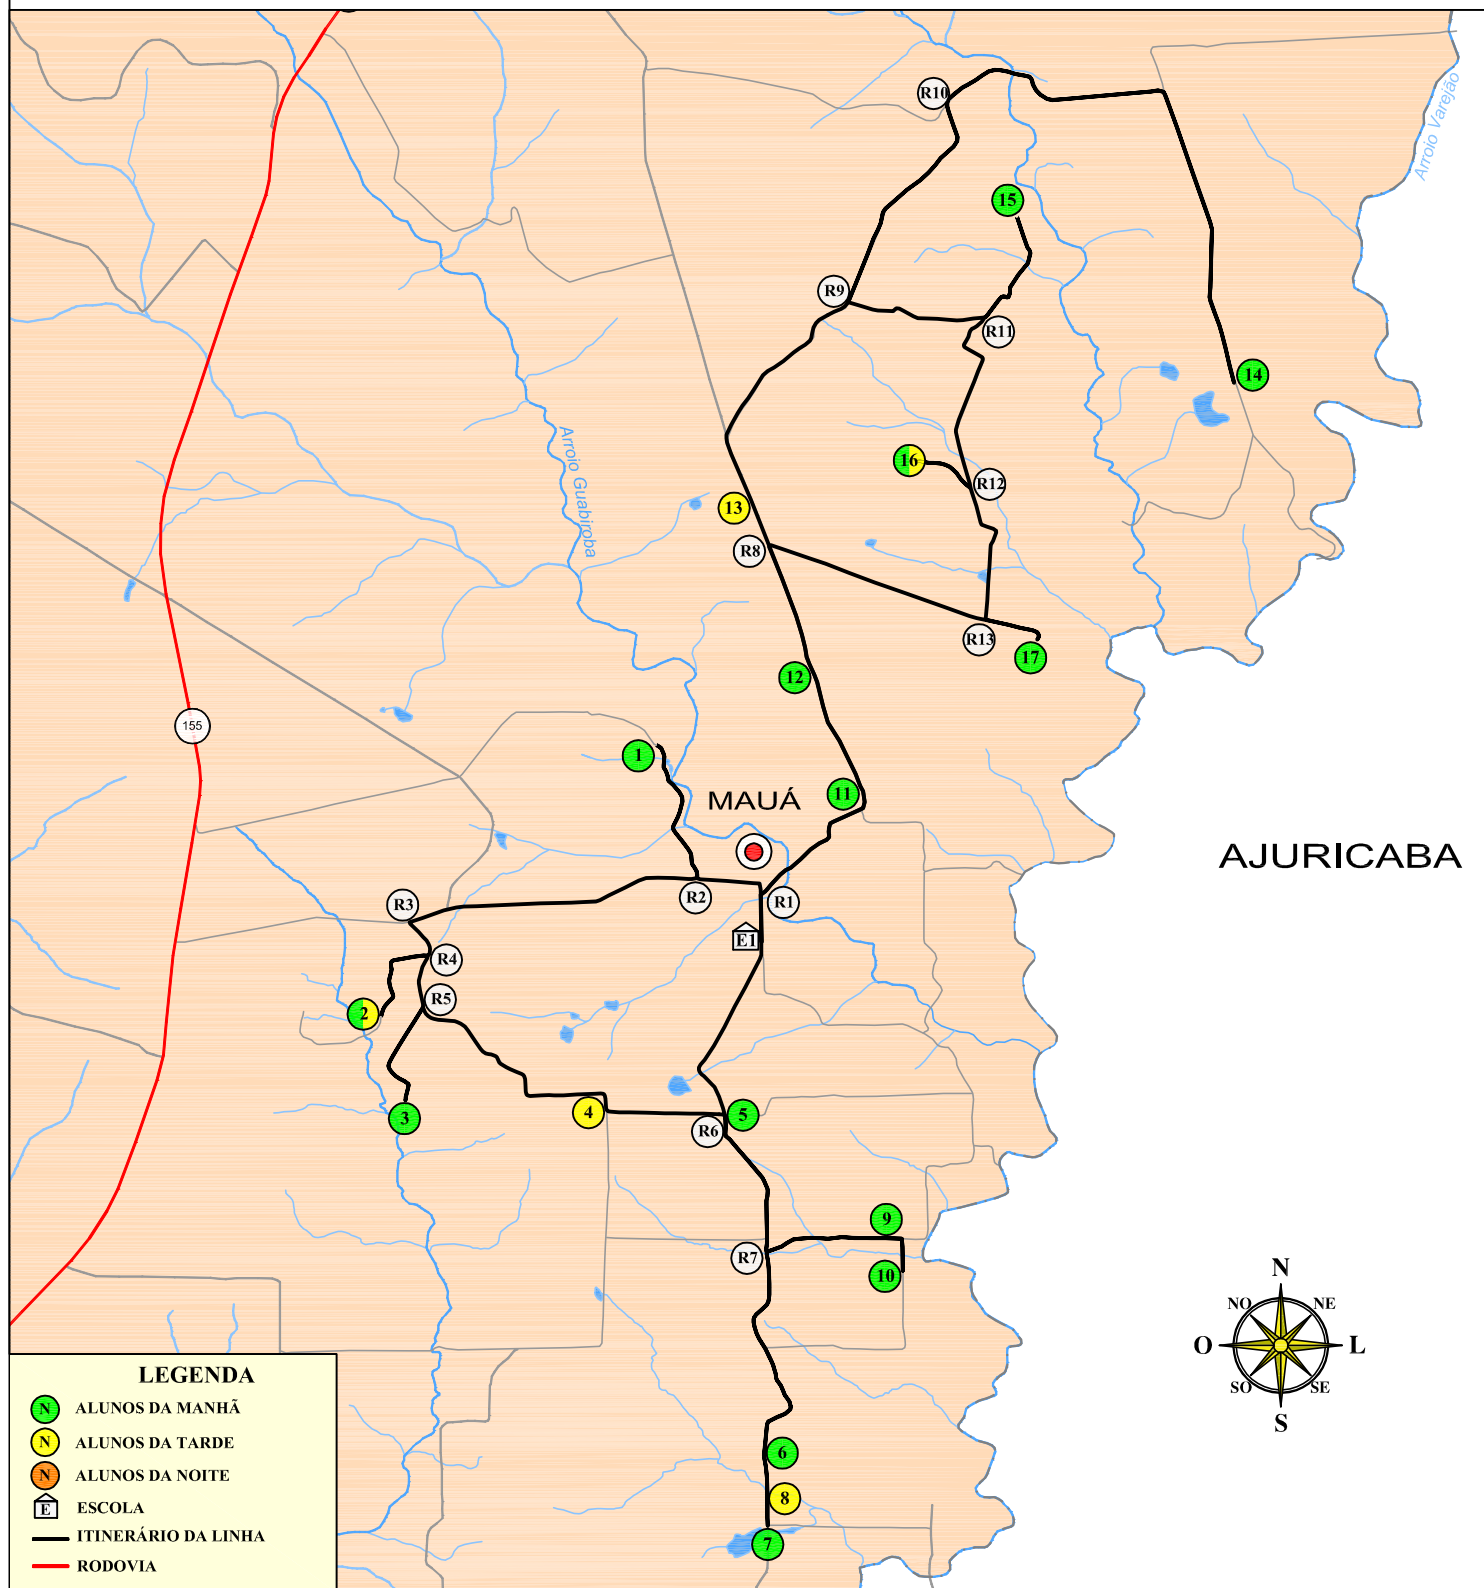 R10
Arroio Varejão
15
R9
R11
14
Arroio Guabiroba
16
R12
13
R8
R13
17
12
155
1
11
MAUÁ
AJURICABA
R2
R1
R3
E1
R4
R5
2
3
4
5
R6
9
R7
10
N
NO
NE
O
L
SO
SE
S
6
8
7
LEGENDA
N ALUNOS DA MANHÃ
N ALUNOS DA TARDE
N ALUNOS DA NOITE
E ESCOLA
ITINERÁRIO DA LINHA
RODOVIA